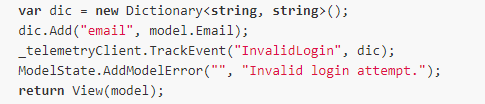 var dic = new Dictionary<string, string>();
dic.Add("email", model.Email);
_telemetryClient.TrackEvent("InvalidLogin", dic);
ModelState.AddModelError("", "Invalid login attempt.");
return View(model);